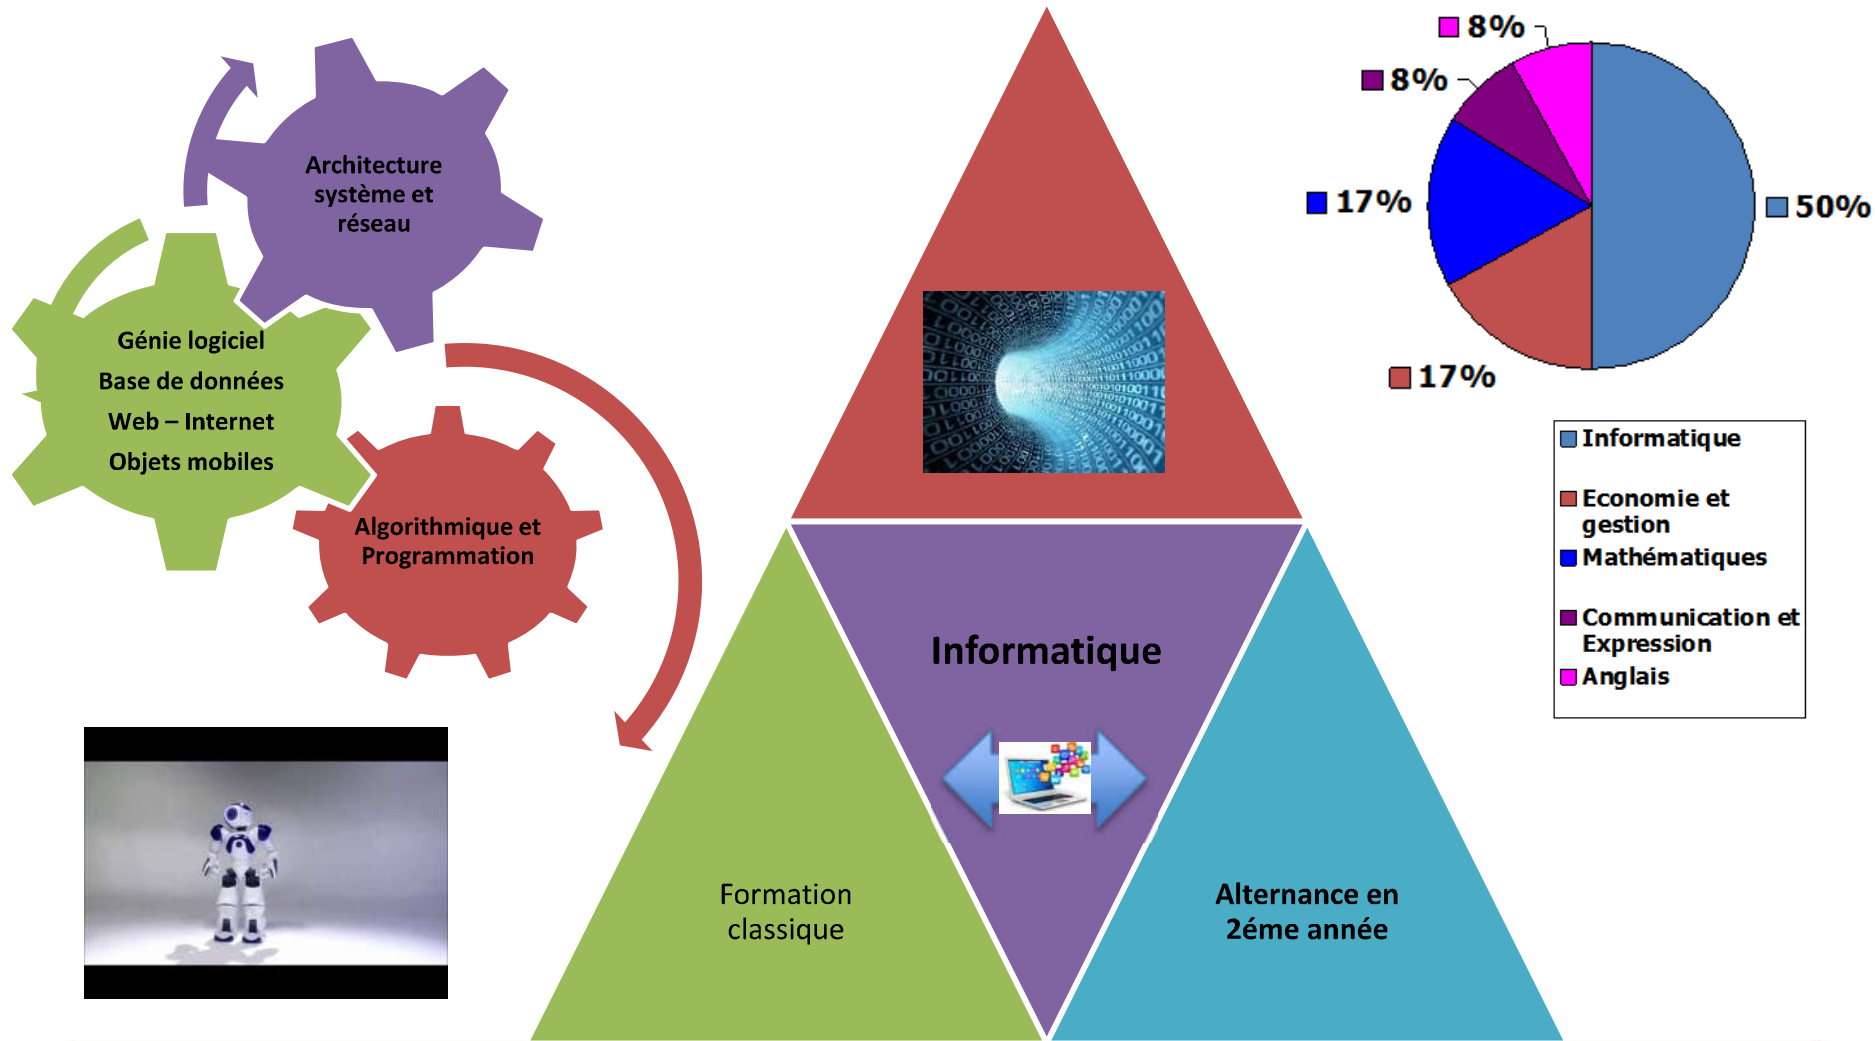 Architecture
système et
réseau
Génie logiciel
Base de données
Web – Internet
Objets mobiles
Algorithmique et
Programmation
Informatique
Formation
classique
Alternance en
2éme année
8%
8%
17%
50%
17%
Informatique
Economie et
gestion
Mathématiques
Communication et
Expression
Anglais